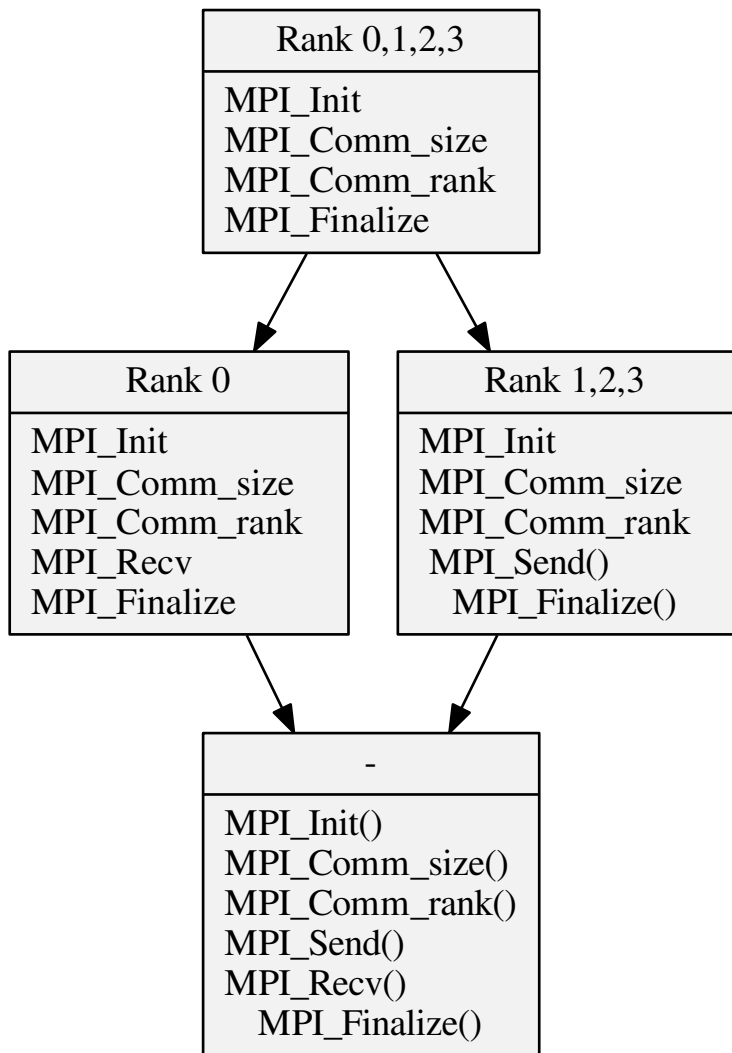 Rank 0,1,2,3
MPI_Init
MPI_Comm_size
MPI_Comm_rank
MPI_Finalize
Rank 0
MPI_Init
MPI_Comm_size
MPI_Comm_rank
MPI_Recv
MPI_Finalize
Rank 1,2,3
MPI_Init
MPI_Comm_size
MPI_Comm_rank
MPI_Send()
MPI_Finalize()
-
MPI_Init()
MPI_Comm_size()
MPI_Comm_rank()
MPI_Send()
MPI_Recv()
MPI_Finalize()